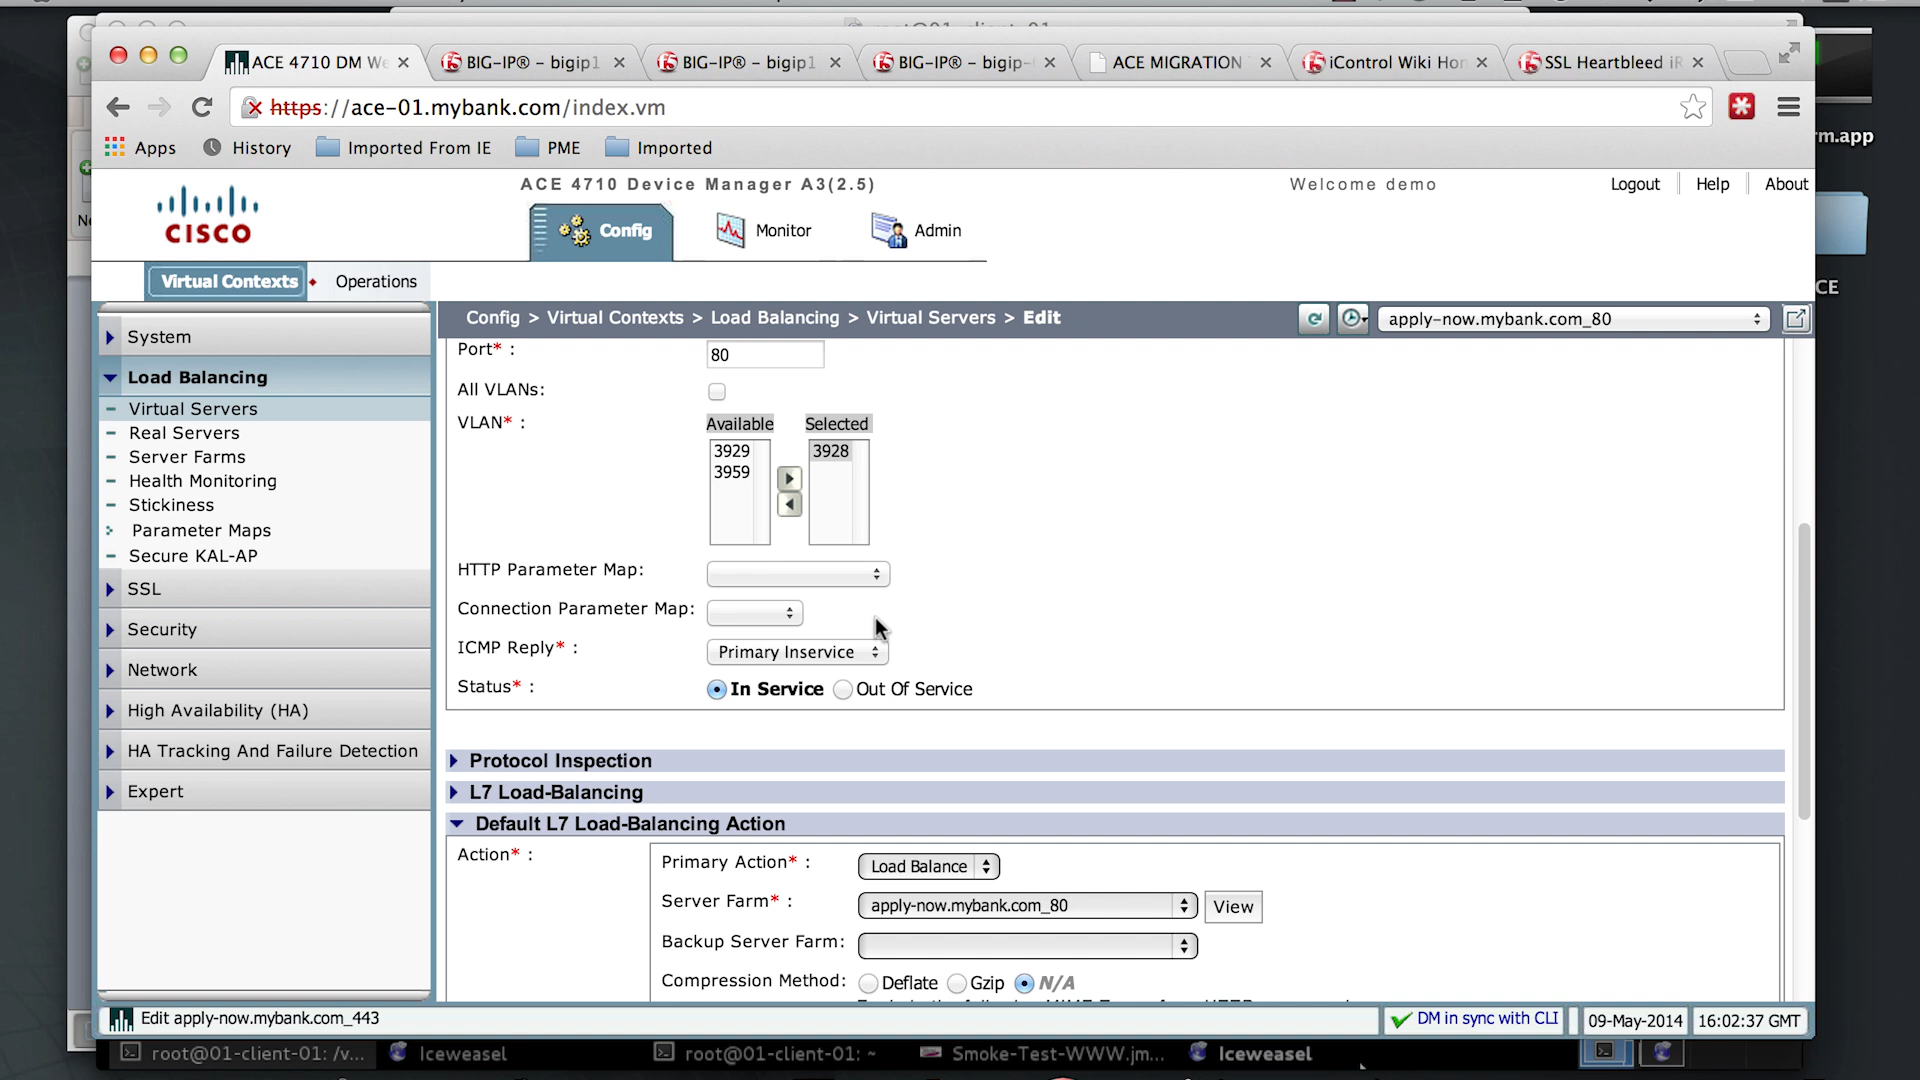 root@01-client-01
ACE 4710 DM We
BIG-IP® - bigip1
BIG-IP® - bigip1
BIG-IP® - bigip-
ACE MIGRATION
iControl Wiki Hon
SSL Heartbleed iR
https://ace-01.mybank.com/index.vm
rm.app
Apps
History
Imported From IE
PME
Imported
ACE 4710 Device Manager A3(2.5)
Welcome demo
Logout
Help
About
CISCO
Config
Monitor
Admin
Virtual Contexts
Operations
CE
Config > Virtual Contexts > Load Balancing > Virtual Servers > Edit
apply-now.mybank.com_80
System
Load Balancing
Virtual Servers
Real Servers
Server Farms
Health Monitoring
Stickiness
Parameter Maps
Secure KAL-AP
SSL
Security
Network
High Availability (HA)
HA Tracking And Failure Detection
Expert
Port* :
80
All VLANs:
VLAN* :
Available
Selected
3929
3959
3928
HTTP Parameter Map:
Connection Parameter Map:
ICMP Reply* :
Primary Inservice
Status* :
In Service
Out Of Service
Protocol Inspection
L7 Load-Balancing
Default L7 Load-Balancing Action
Action* :
Primary Action* :
Load Balance
Server Farm* :
apply-now.mybank.com_80
View
Backup Server Farm:
Compression Method:
Deflate
Gzip
N/A
Edit apply-now.mybank.com_443
DM in sync with CLI
09-May-2014
16:02:37 GMT
root@01-client-01: /v...
Iceweasel
root@01-client-01: ~
Smoke-Test-WWW.jm...
Iceweasel